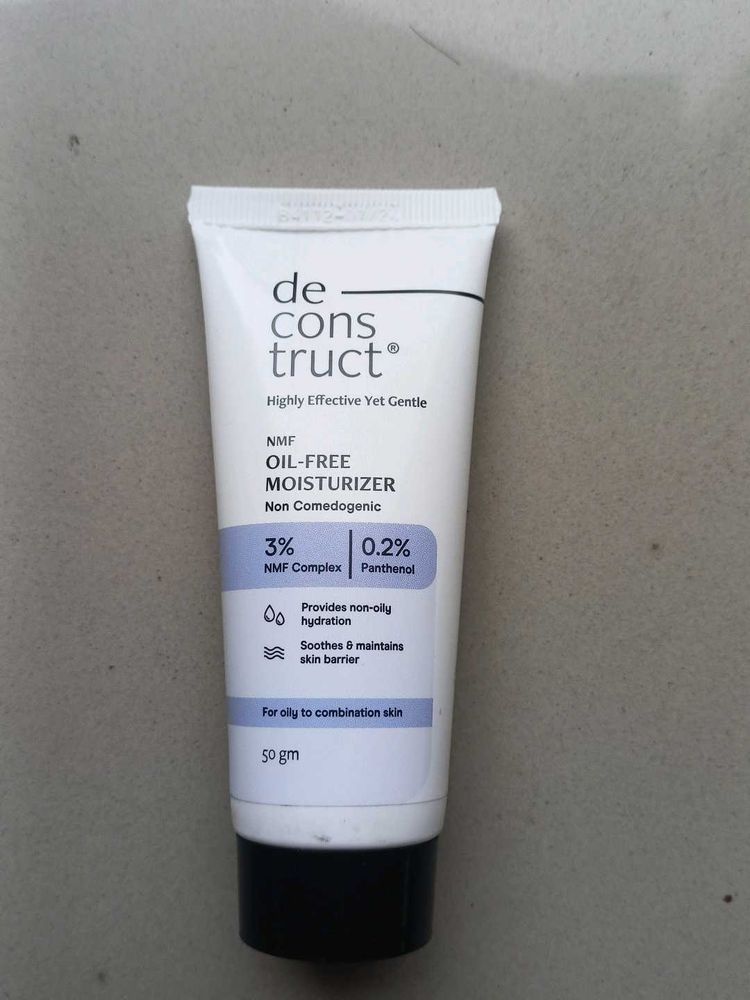 de
cons
truct®
Highly Effective Yet Gentle
NMF
OIL-FREE
MOISTURIZER
Non Comedogenic
3%
NMF Complex
0.2%
Panthenol
Provides non-oily
hydration
Soothes & maintains
skin barrier
For oily to combination skin
50 gm